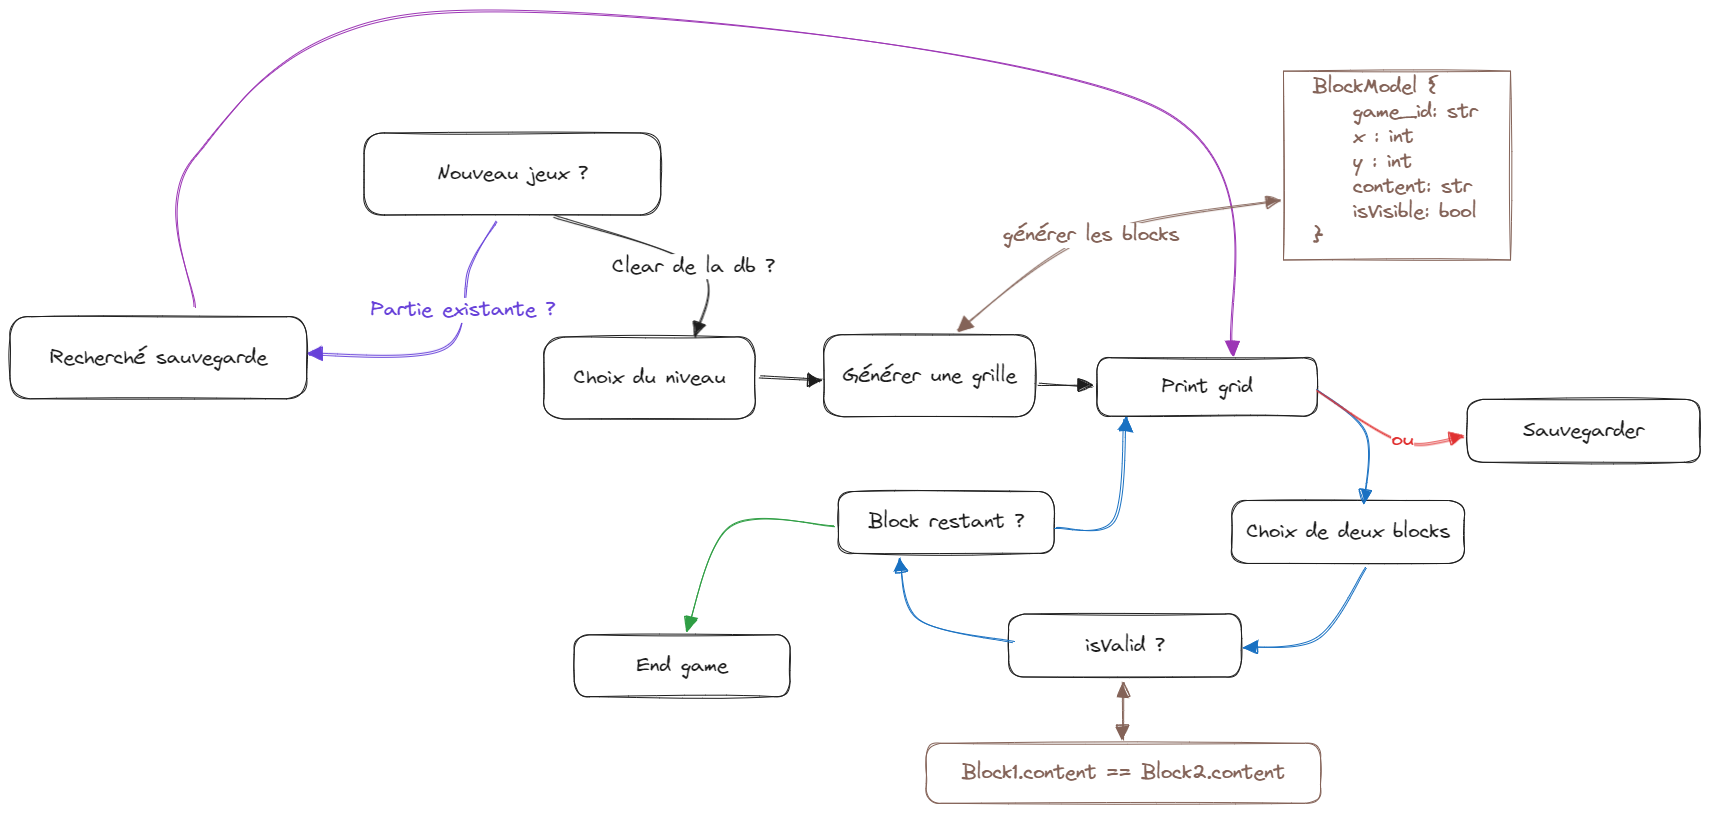 BlockModel {
game_id: str
x : int
y : int
content: str
isVisible: bool
}
Nouveau jeux ?
générer les blocks
Clear de la db ?
Partie existante ?
Recherché sauvegarde
Choix du niveau
Générer une grille
Print grid
ou
Sauvegarder
Block restant ?
Choix de deux blocks
End game
isValid ?
Block1.content == Block2.content